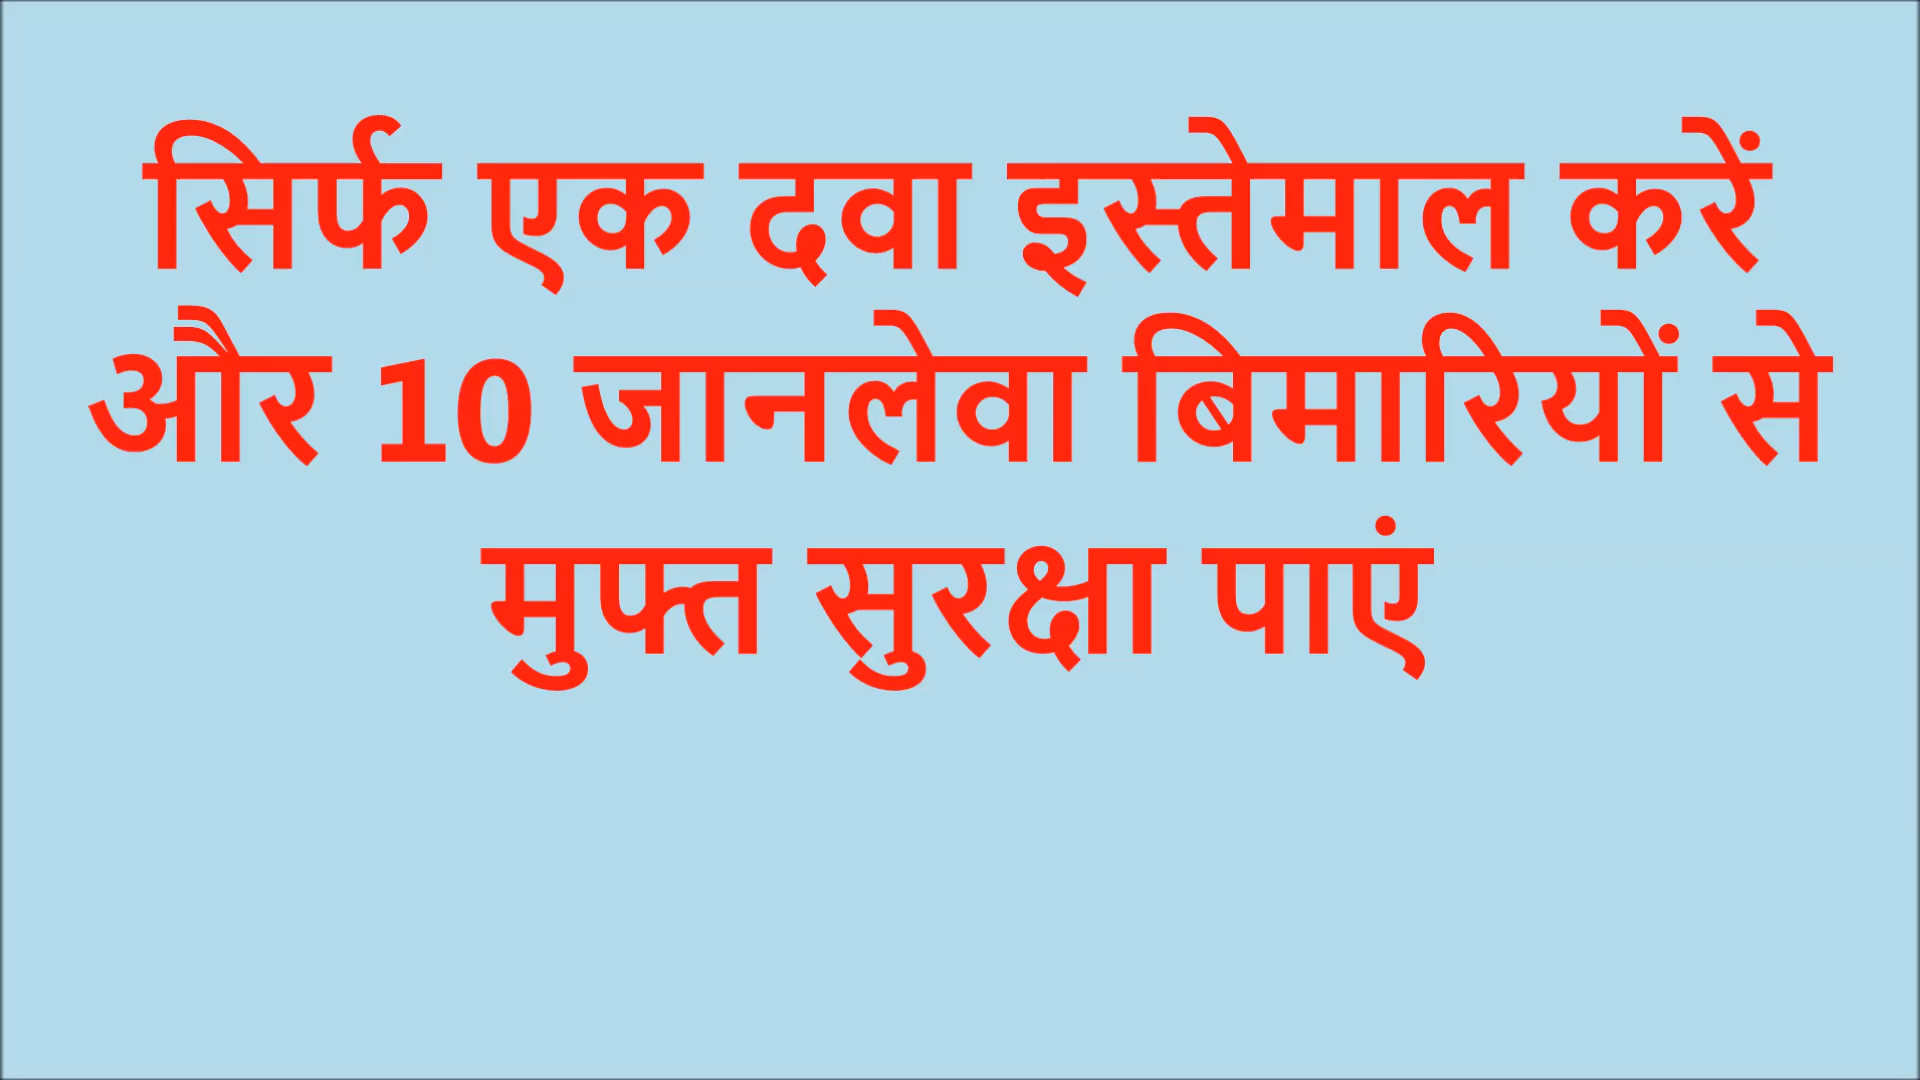 सिर्फ एक दवा इस्तेमाल करें
और 10 जानलेवा बिमारियों से
मुफ्त सुरक्षा पाएं